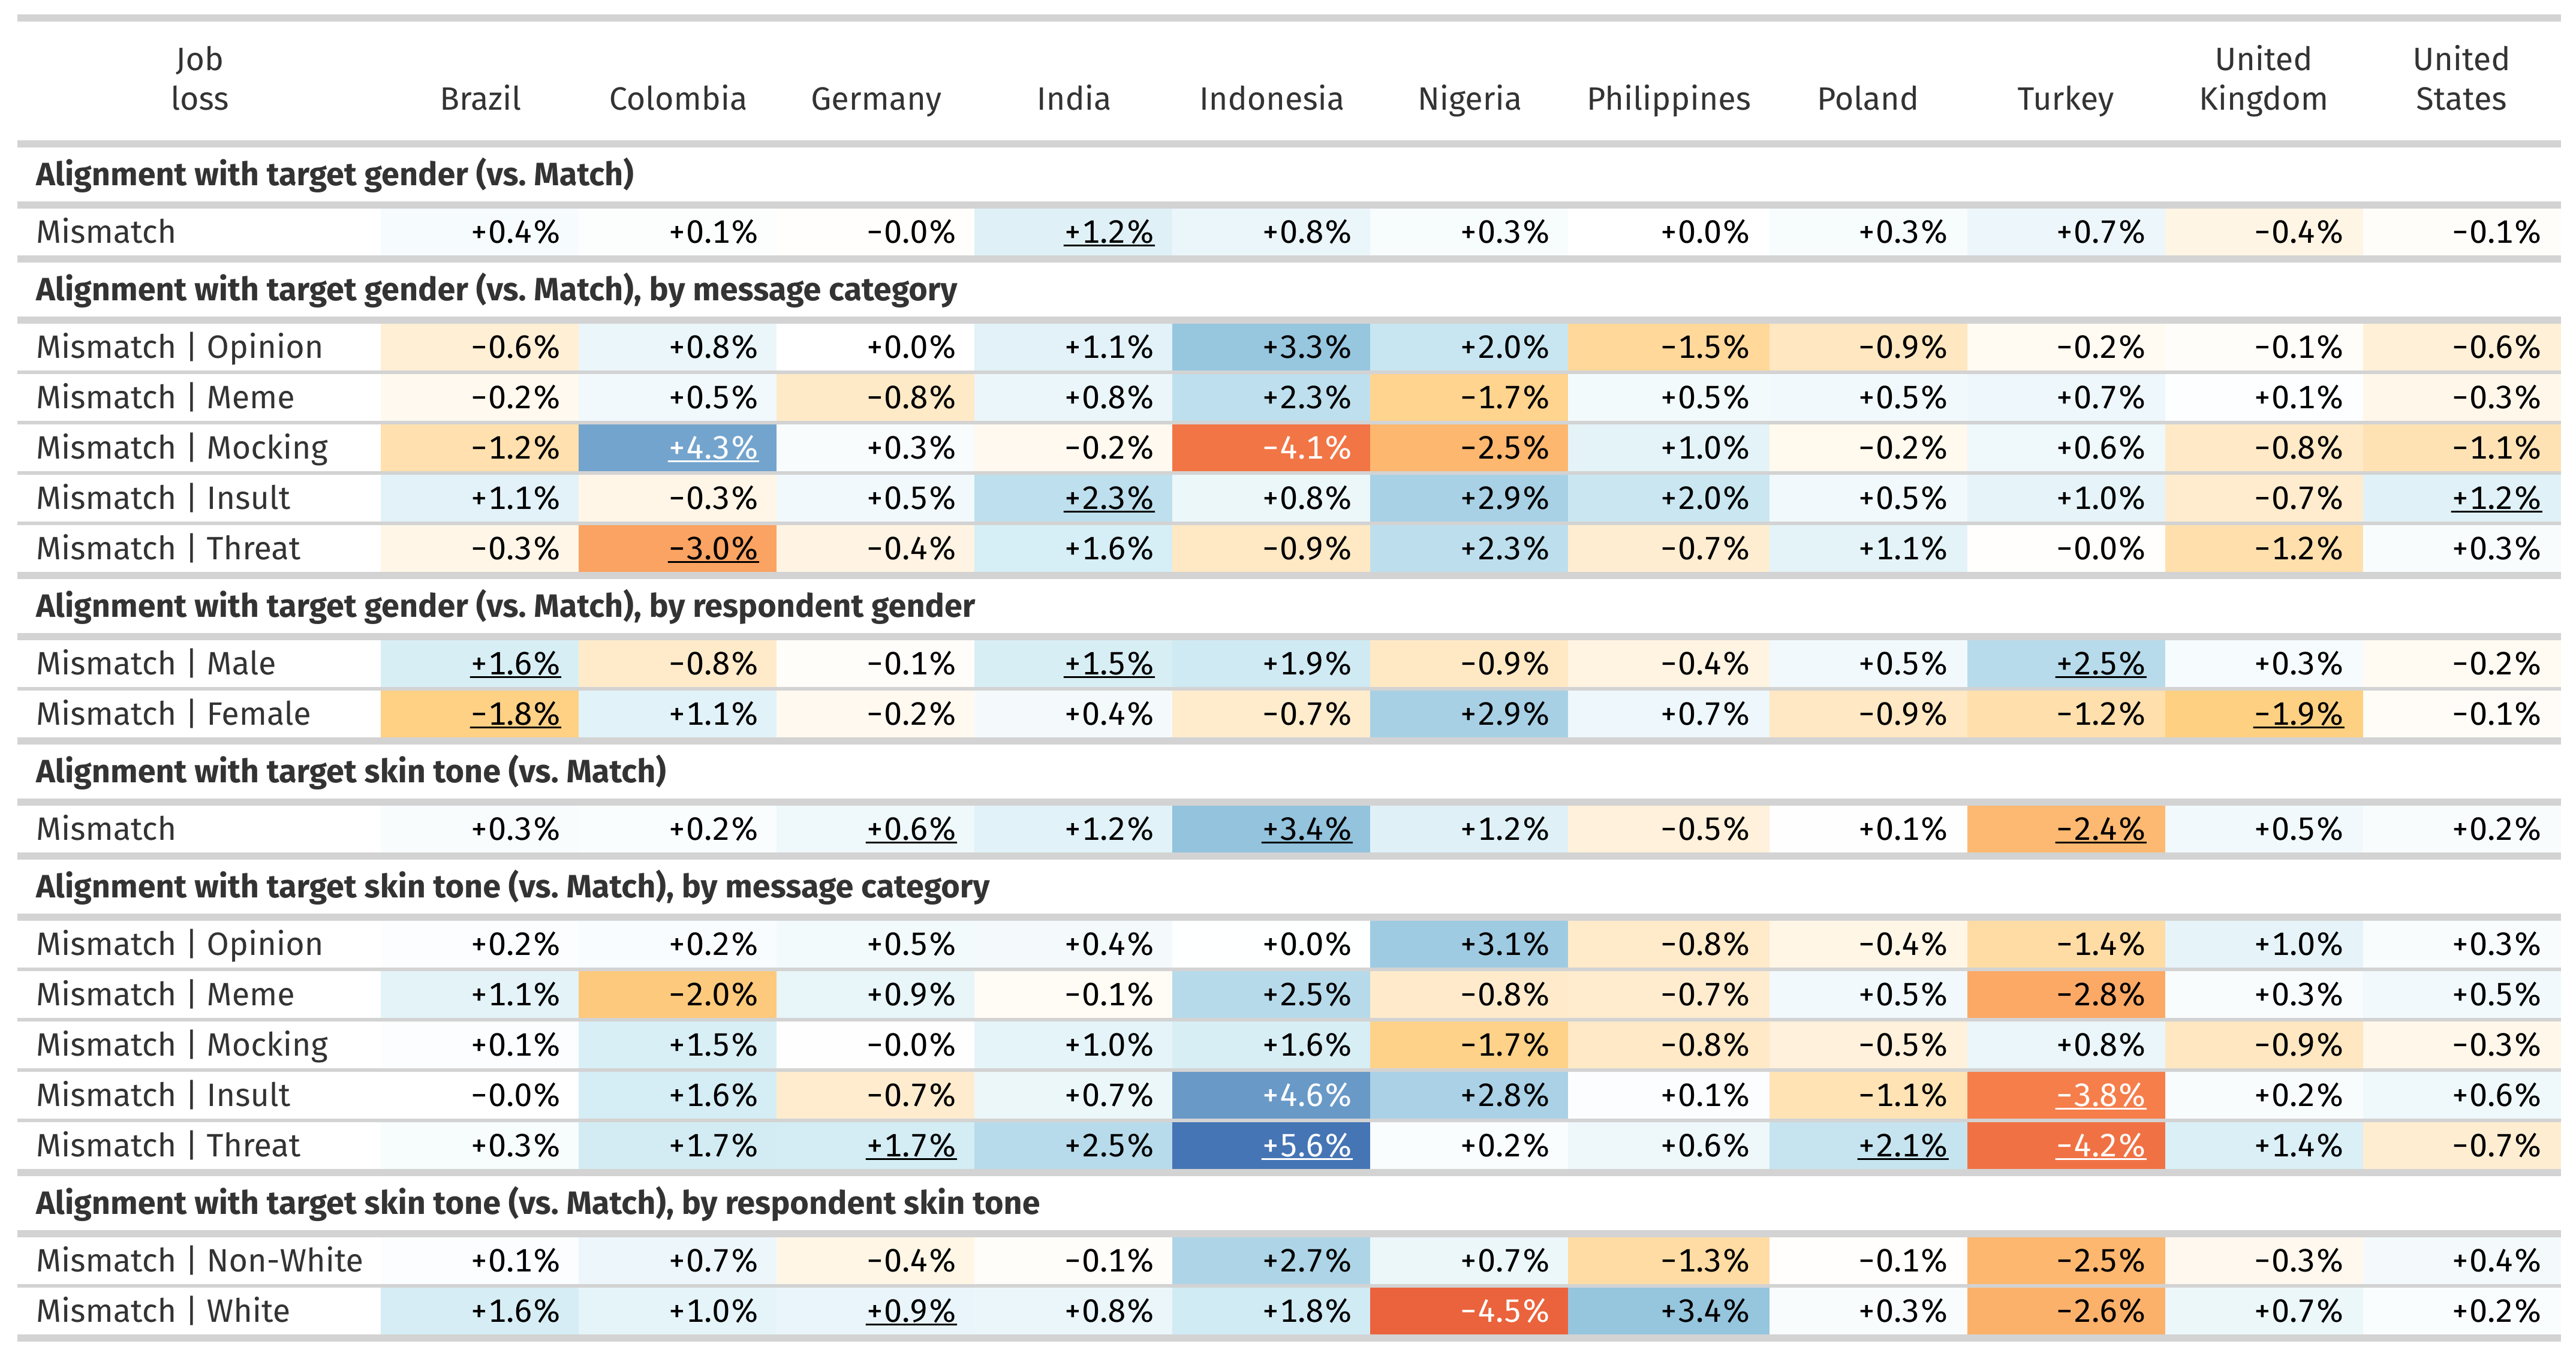 Job loss Brazil Colombia Germany India Indonesia Nigeria Philippines Poland Turkey United Kingdom United States
Alignment with target gender (vs. Match)
Mismatch +0.4% +0.1% −0.0% +1.2% +0.8% +0.3% +0.0% +0.3% +0.7% −0.4% −0.1%
Alignment with target gender (vs. Match), by message category
Mismatch | Opinion −0.6% +0.8% +0.0% +1.1% +3.3% +2.0% −1.5% −0.9% −0.2% −0.1% −0.6%
Mismatch | Meme −0.2% +0.5% −0.8% +0.8% +2.3% −1.7% +0.5% +0.5% +0.7% +0.1% −0.3%
Mismatch | Mocking −1.2% +4.3% +0.3% −0.2% −4.1% −2.5% +1.0% −0.2% +0.6% −0.8% −1.1%
Mismatch | Insult +1.1% −0.3% +0.5% +2.3% +0.8% +2.9% +2.0% +0.5% +1.0% −0.7% +1.2%
Mismatch | Threat −0.3% −3.0% −0.4% +1.6% −0.9% +2.3% −0.7% +1.1% −0.0% −1.2% +0.3%
Alignment with target gender (vs. Match), by respondent gender
Mismatch | Male +1.6% −0.8% −0.1% +1.5% +1.9% −0.9% −0.4% +0.5% +2.5% +0.3% −0.2%
Mismatch | Female −1.8% +1.1% −0.2% +0.4% −0.7% +2.9% +0.7% −0.9% −1.2% −1.9% −0.1%
Alignment with target skin tone (vs. Match)
Mismatch +0.3% +0.2% +0.6% +1.2% +3.4% +1.2% −0.5% +0.1% −2.4% +0.5% +0.2%
Alignment with target skin tone (vs. Match), by message category
Mismatch | Opinion +0.2% +0.2% +0.5% +0.4% +0.0% +3.1% −0.8% −0.4% −1.4% +1.0% +0.3%
Mismatch | Meme +1.1% −2.0% +0.9% −0.1% +2.5% −0.8% −0.7% +0.5% −2.8% +0.3% +0.5%
Mismatch | Mocking +0.1% +1.5% −0.0% +1.0% +1.6% −1.7% −0.8% −0.5% +0.8% −0.9% −0.3%
Mismatch | Insult −0.0% +1.6% −0.7% +0.7% +4.6% +2.8% +0.1% −1.1% −3.8% +0.2% +0.6%
Mismatch | Threat +0.3% +1.7% +1.7% +2.5% +5.6% +0.2% +0.6% +2.1% −4.2% +1.4% −0.7%
Alignment with target skin tone (vs. Match), by respondent skin tone
Mismatch | Non-White +0.1% +0.7% −0.4% −0.1% +2.7% +0.7% −1.3% −0.1% −2.5% −0.3% +0.4%
Mismatch | White +1.6% +1.0% +0.9% +0.8% +1.8% −4.5% +3.4% +0.3% −2.6% +0.7% +0.2%